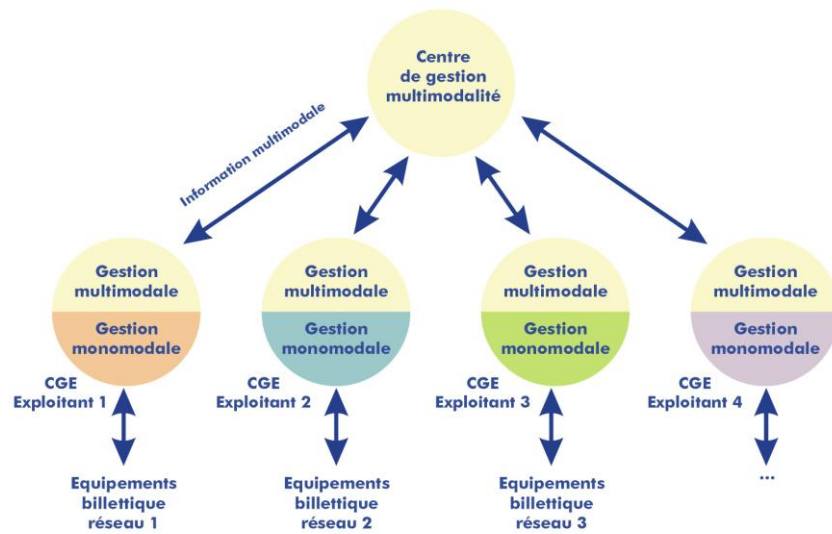 Centre
de gestion
multimodalité
Information multimodale
Gestion
multimodale
Gestion
monomodale
CGE
Exploitant 1
Equipements
billettique
réseau 1
Gestion
multimodale
Gestion
monomodale
CGE
Exploitant 2
Equipements
billettique
réseau 2
Gestion
multimodale
Gestion
monomodale
CGE
Exploitant 3
Equipements
billettique
réseau 3
Gestion
multimodale
Gestion
monomodale
CGE
Exploitant 4
...